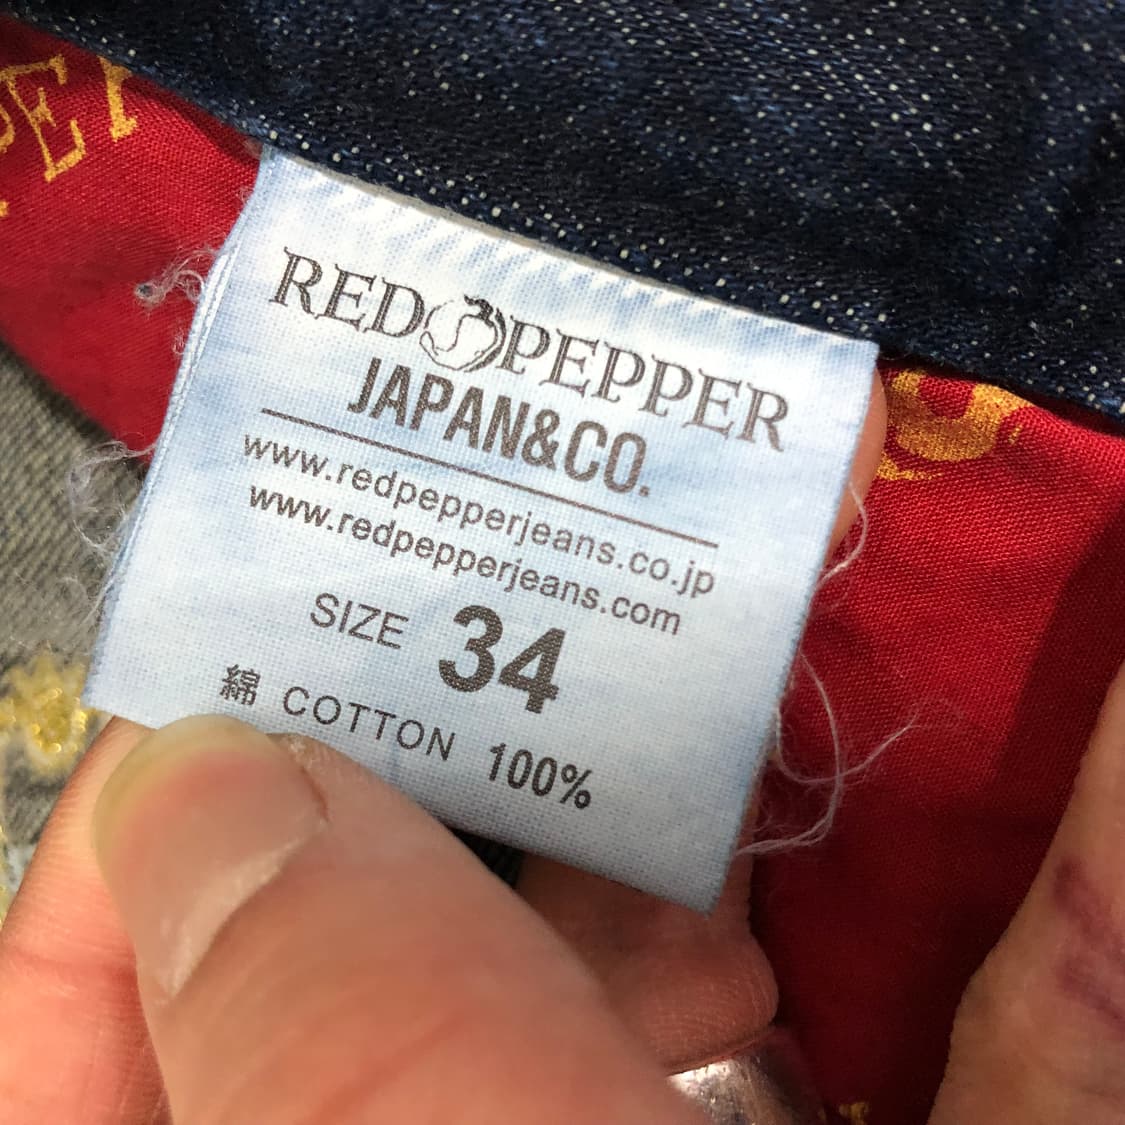 RED PEPPER
JAPAN&CO.
www.redpepperjeans.co.jp
www.redpepperjeans.com
SIZE 34
綿 COTTON 100%